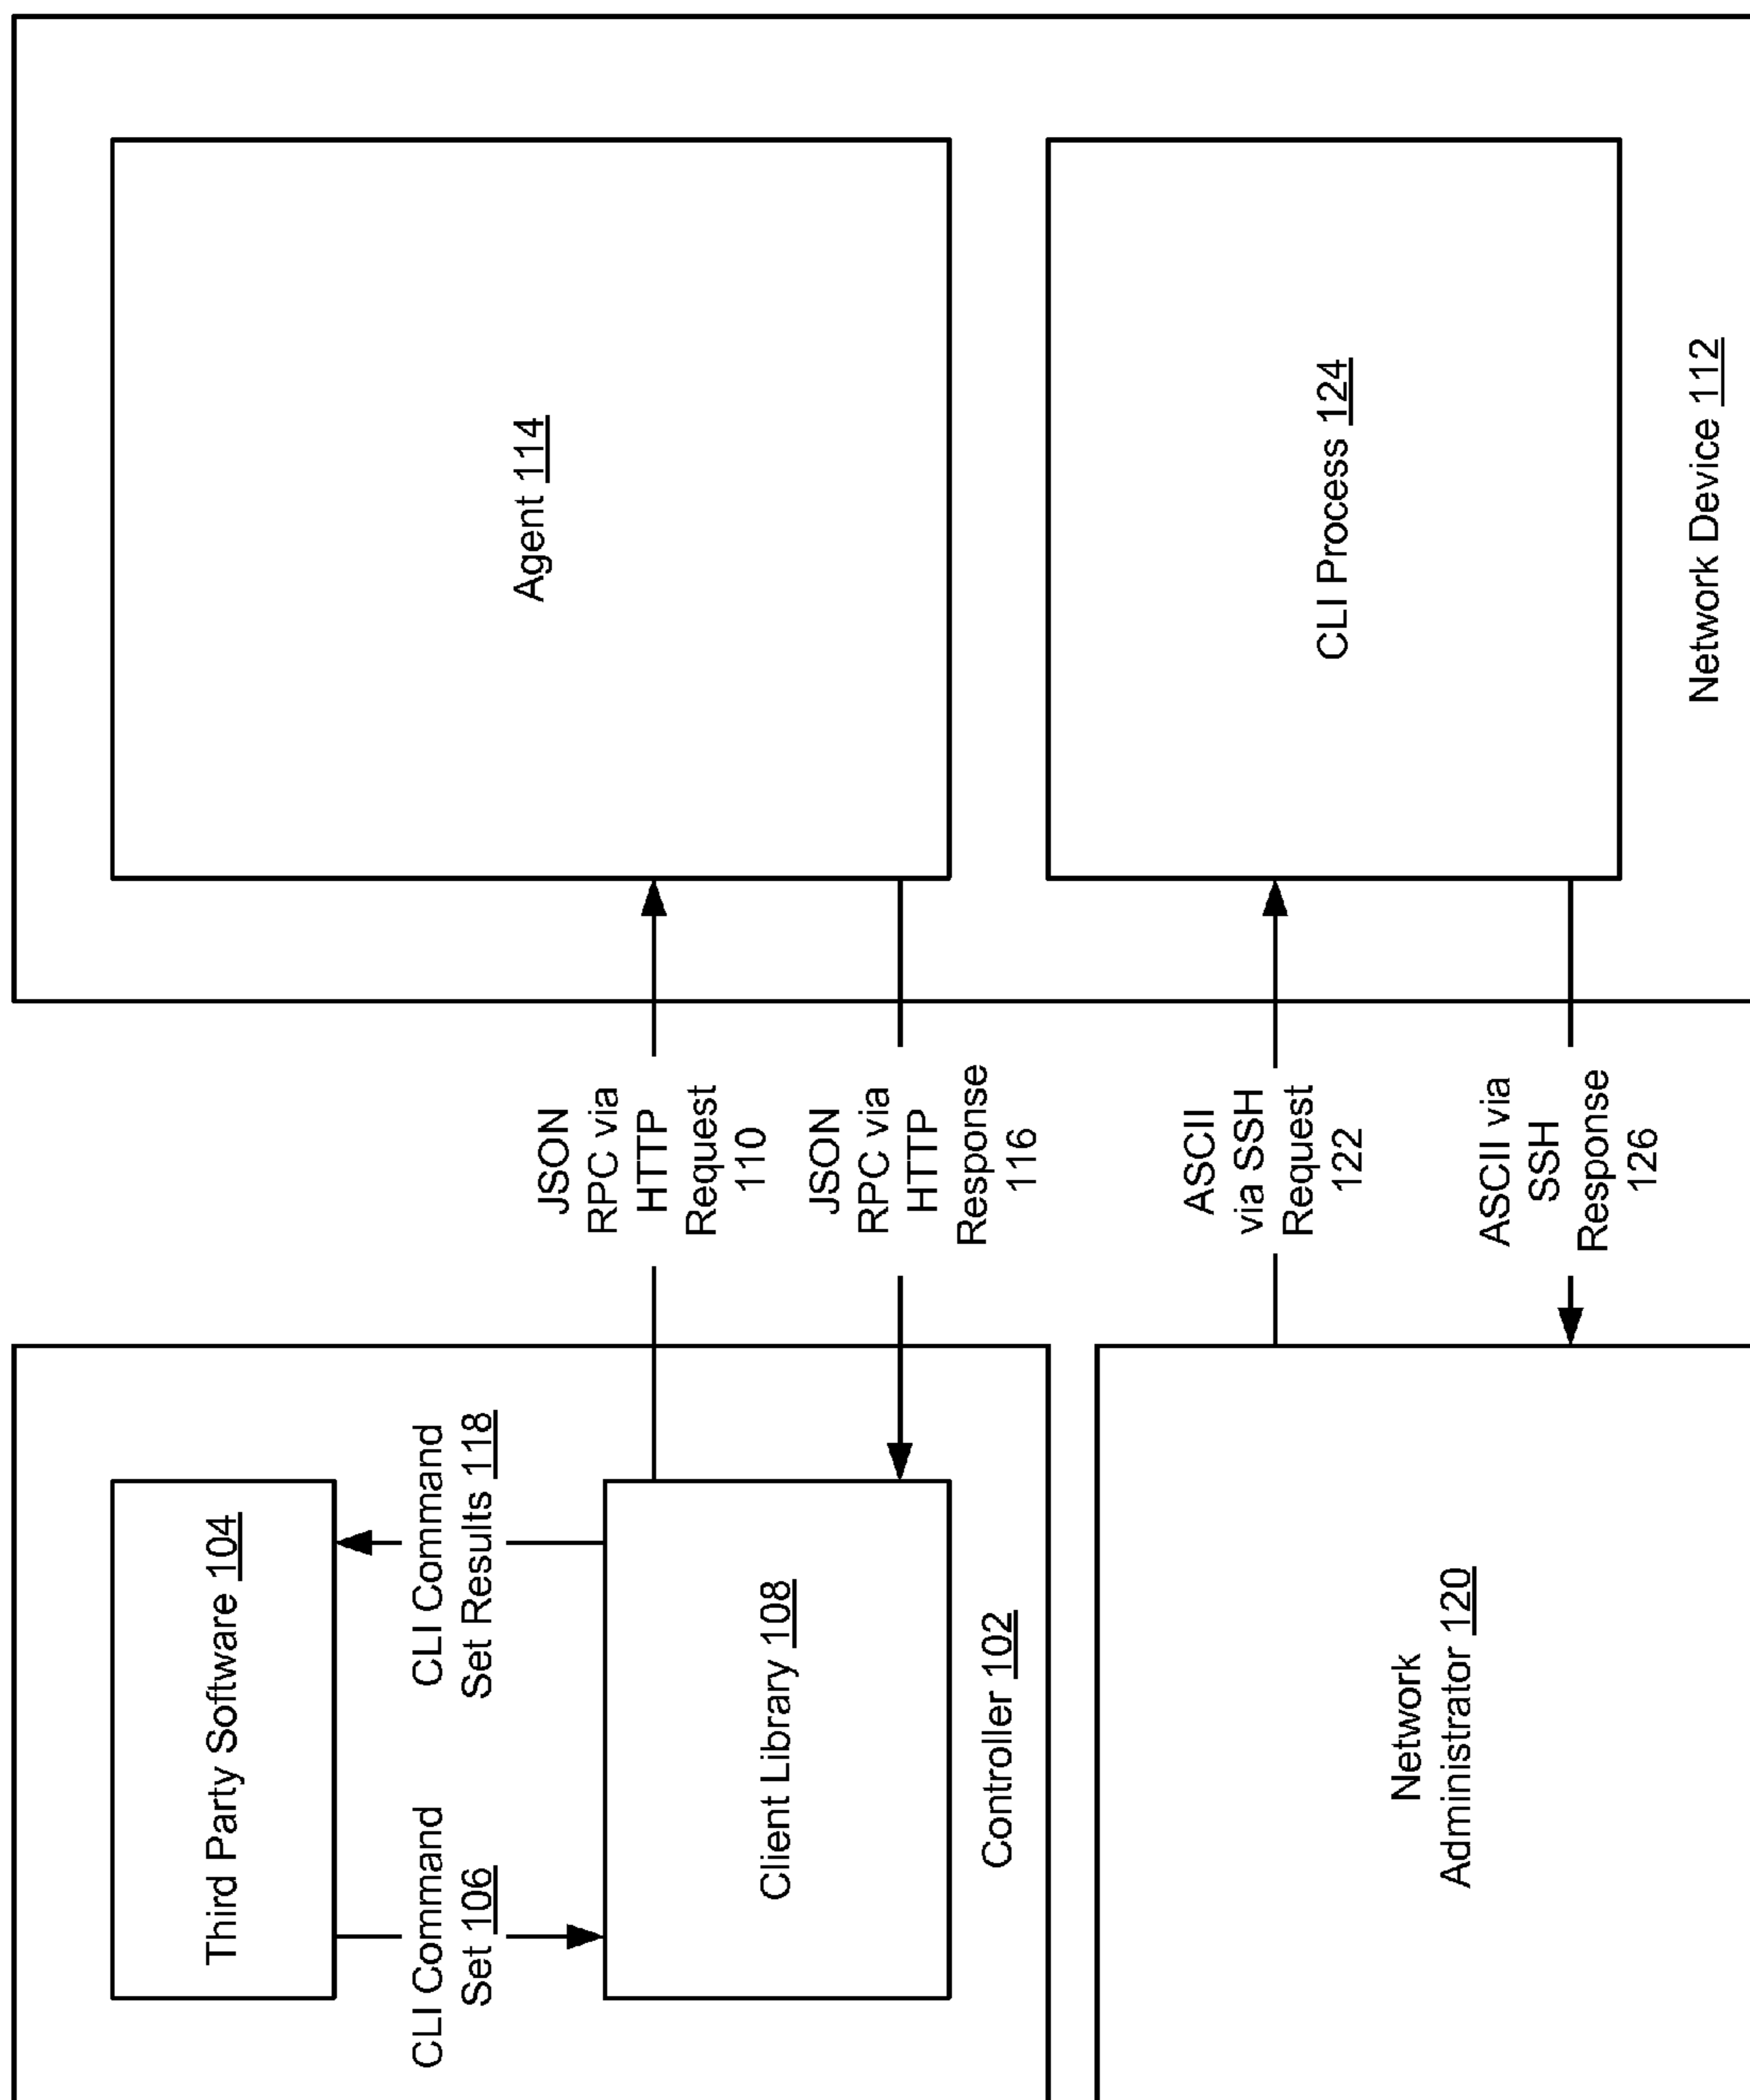 Third Party Software 104
CLI Command
Set 106
CLI Command
Set Results 118
Client Library 108
Controller 102
JSON
RPC via
HTTP
Request
110
JSON
RPC via
HTTP
Response
116
Agent 114
Network
Administrator 120
ASCII
via SSH
Request
122
ASCII via
SSH
Response
126
CLI Process 124
Network Device 112